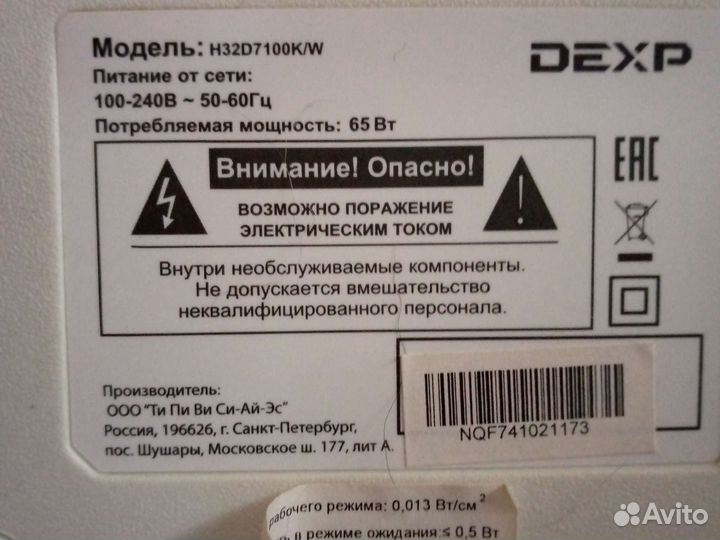 Модель: H32D7100K/W
DEXP
Питание от сети:
100-240В ~ 50-60Гц
Потребляемая мощность: 65 Вт
Внимание! Опасно!
ВОЗМОЖНО ПОРАЖЕНИЕ
ЭЛЕКТРИЧЕСКИМ ТОКОМ
Внутри необслуживаемые компоненты.
Не допускается вмешательство
неквалифицированного персонала.
EAC
Производитель:
ООО "Ти Пи Ви Си-Ай-Эс"
Россия, 196626, г. Санкт-Петербург,
пос. Шушары, Московское ш. 177, лит А.
NQF741021173
рабочего режима: 0,013 Вт/см²
в режиме ожидания:≤ 0,5 Вт
Avito